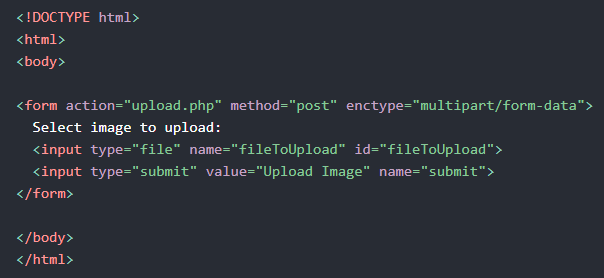 <!DOCTYPE html>
<html>
<body>
<form action="upload.php" method="post" enctype="multipart/form-data">
Select image to upload:
<input type="file" name="fileToUpload" id="fileToUpload">
<input type="submit" value="Upload Image" name="submit">
</form>
</body>
</html>